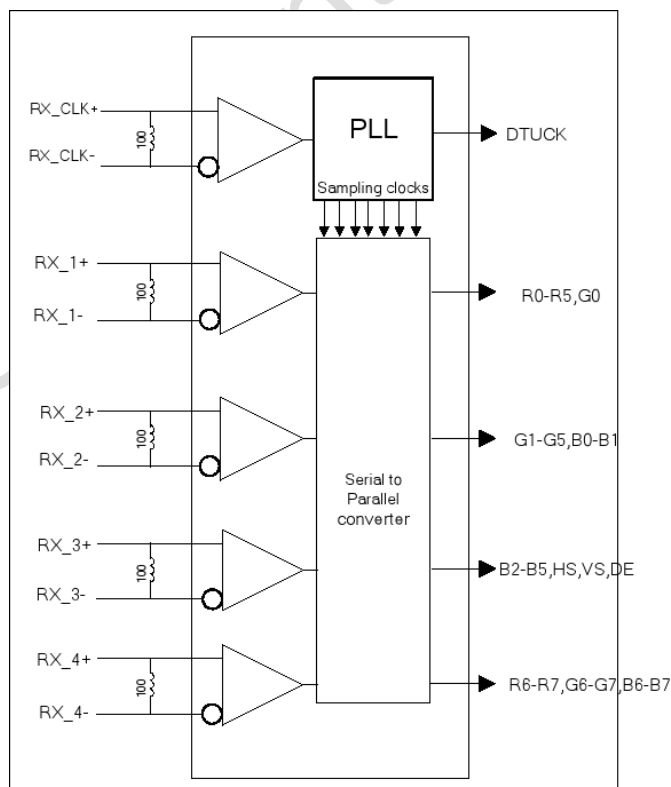 RX_CLK+
100
RX_CLK-
PLL
Sampling clocks
DTUCK
RX_1+
100
RX_1-
R0-R5,G0
RX_2+
100
RX_2-
G1-G5,B0-B1
Serial to
Parallel
converter
RX_3+
100
RX_3-
B2-B5,HS,VS,DE
RX_4+
100
RX_4-
R6-R7,G6-G7,B6-B7